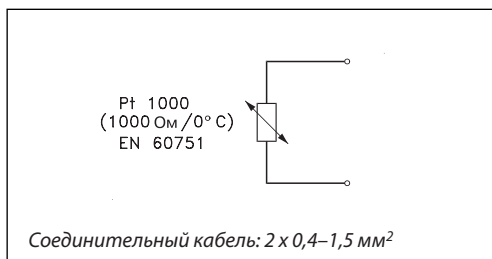 Pt 1000
(1000 Ом /0° C)
EN 60751
Соединительный кабель: 2 x 0,4–1,5 мм²